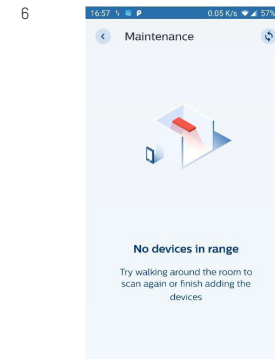 6
16:57
0.05 K/s
57%
Maintenance
No devices in range
Try walking around the room to
scan again or finish adding the
devices